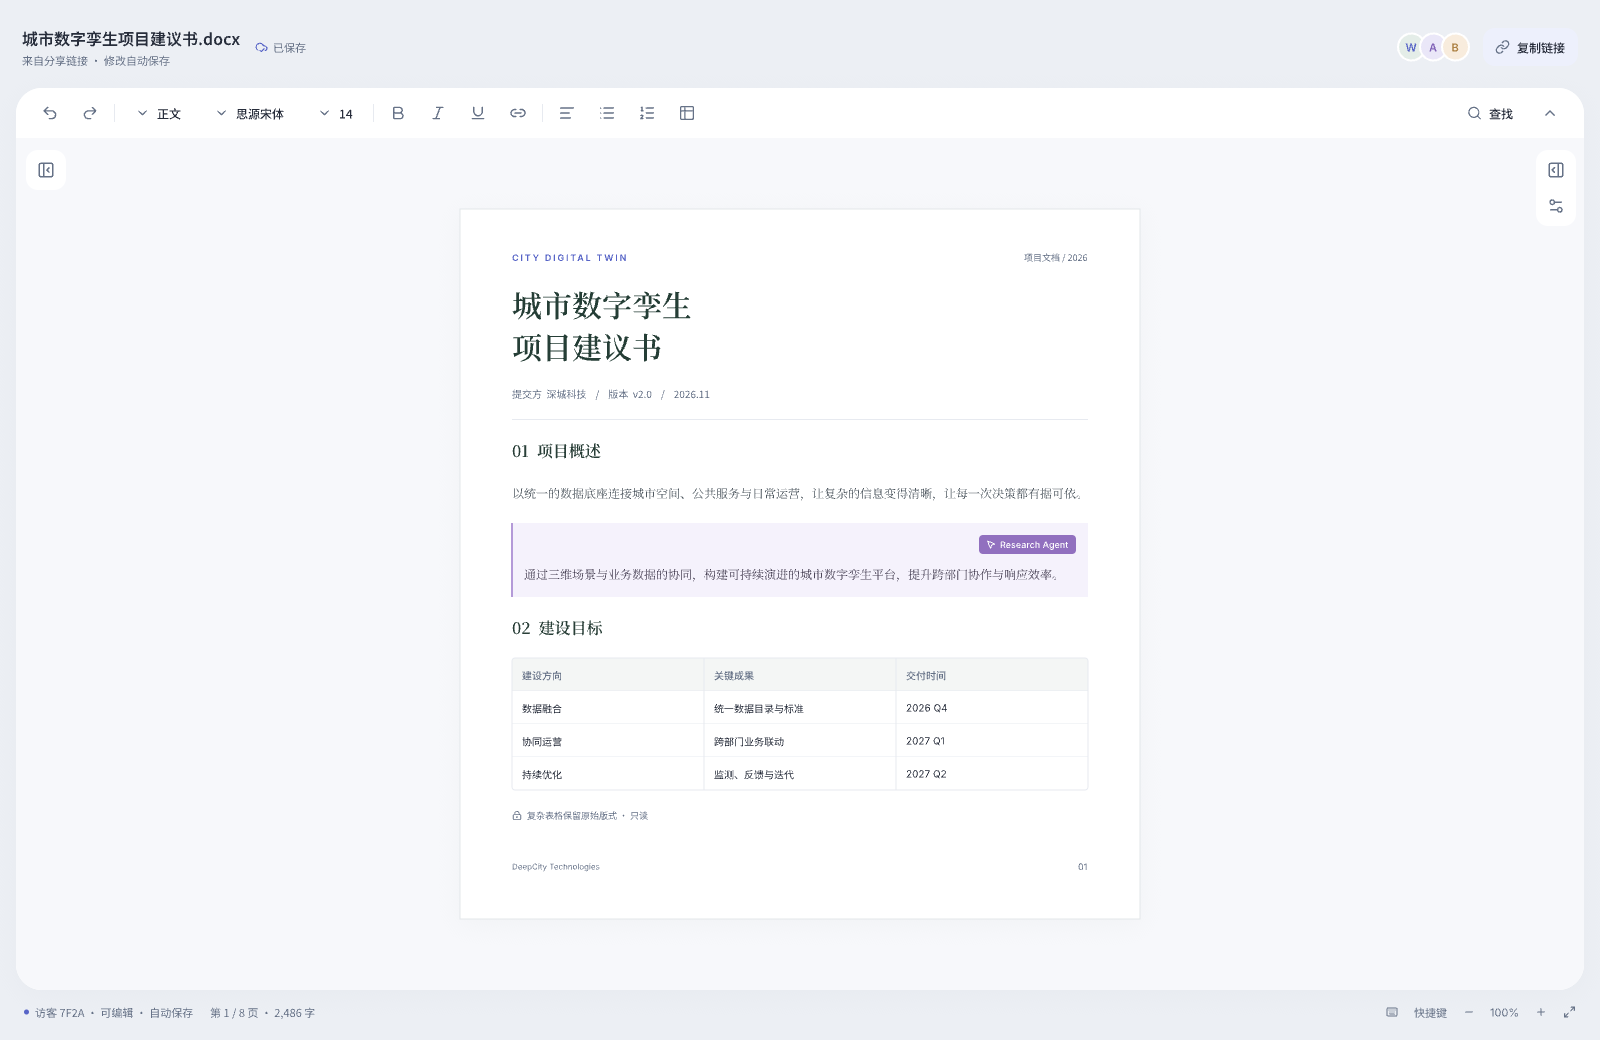 城市数字孪生项目建议书.docx
已保存
来自分享链接 · 修改自动保存
W A B
复制链接
正文 思源宋体 14
查找
CITY DIGITAL TWIN
项目文档 / 2026
城市数字孪生
项目建议书
提交方 深城科技 / 版本 v2.0 / 2026.11
01 项目概述
以统一的数据底座连接城市空间、公共服务与日常运营，让复杂的信息变得清晰，让每一次决策都有据可依。
Research Agent
通过三维场景与业务数据的协同，构建可持续演进的城市数字孪生平台，提升跨部门协作与响应效率。
02 建设目标
建设方向 关键成果 交付时间
数据融合 统一数据目录与标准 2026 Q4
协同运营 跨部门业务联动 2027 Q1
持续优化 监测、反馈与迭代 2027 Q2
复杂表格保留原始版式 · 只读
DeepCity Technologies
01
访客 7F2A · 可编辑 · 自动保存 第 1 / 8 页 · 2,486 字
快捷键 − 100% +